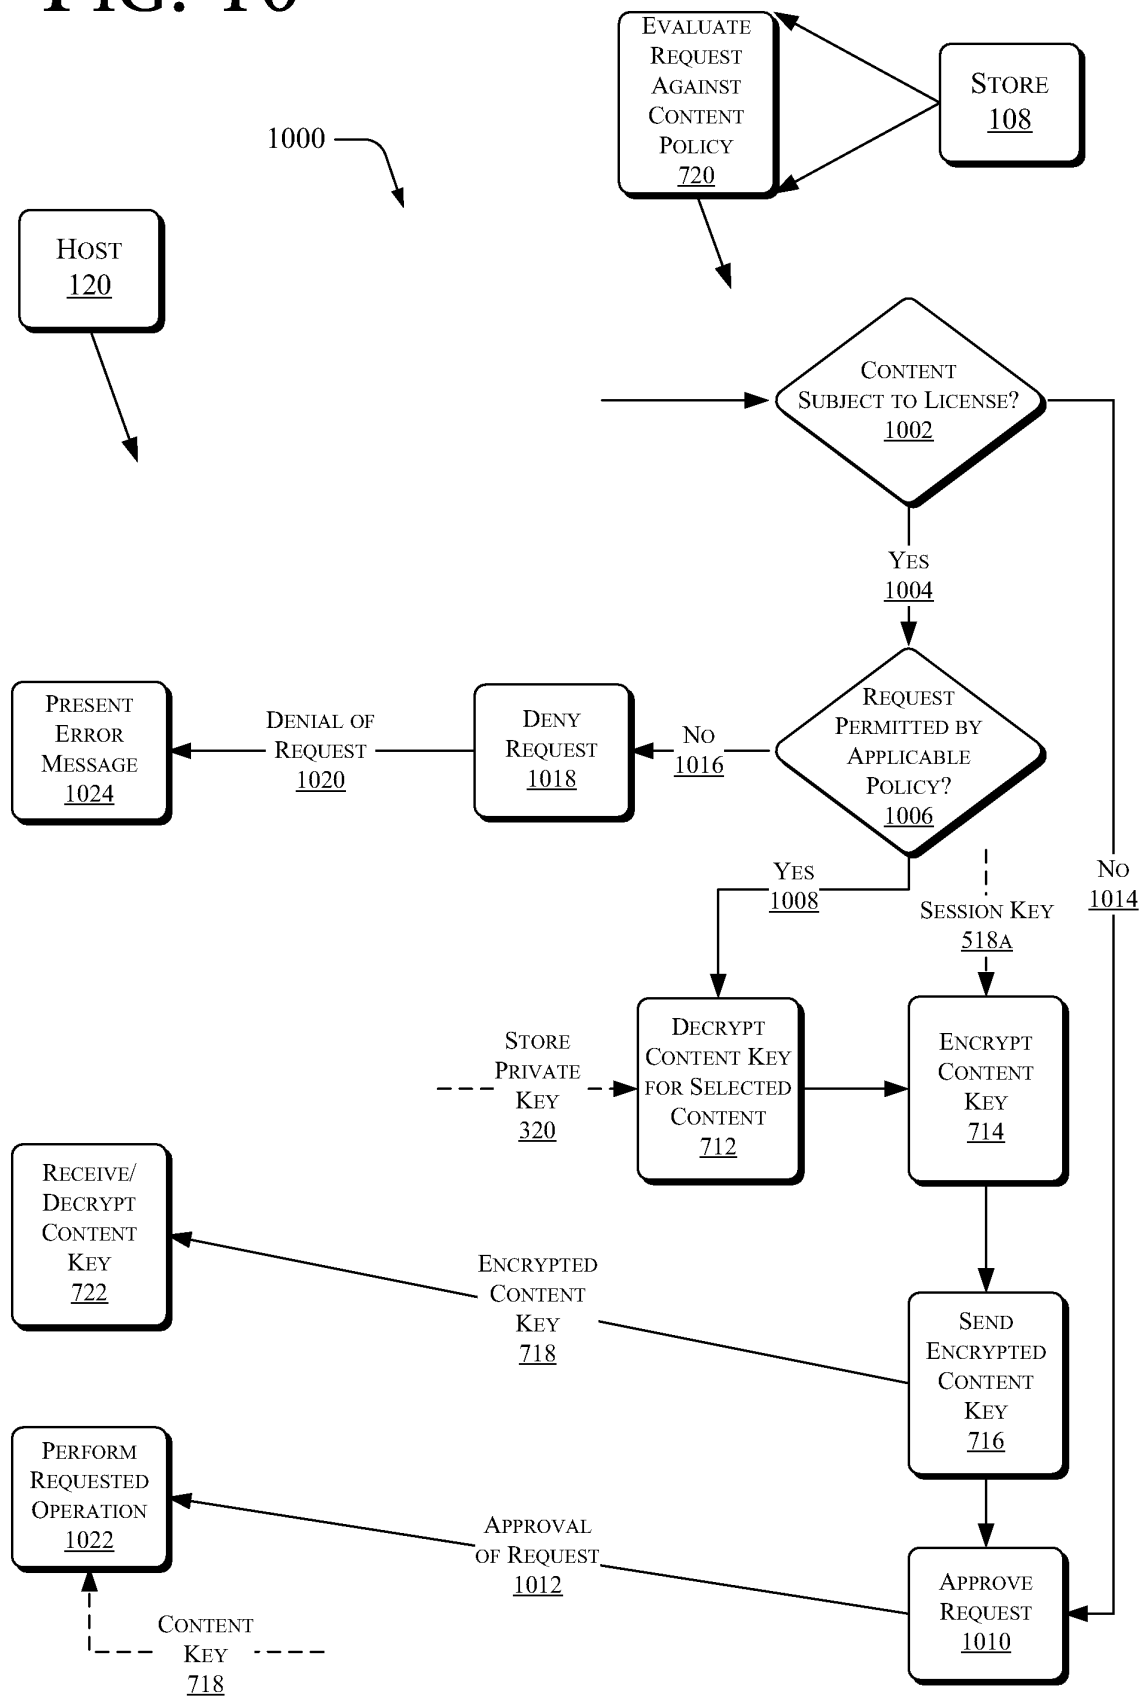 FIG. 10
EVALUATE
REQUEST
AGAINST
CONTENT
POLICY
720
STORE
108
1000
HOST
120
CONTENT
SUBJECT TO LICENSE?
1002
YES
1004
PRESENT
ERROR
MESSAGE
1024
DENIAL OF
REQUEST
1020
DENY
REQUEST
1018
NO
1016
REQUEST
PERMITTED BY
APPLICABLE
POLICY?
1006
YES
1008
SESSION KEY
518A
NO
1014
STORE
PRIVATE
KEY
320
DECRYPT
CONTENT KEY
FOR SELECTED
CONTENT
712
ENCRYPT
CONTENT
KEY
714
RECEIVE/
DECRYPT
CONTENT
KEY
722
ENCRYPTED
CONTENT
KEY
718
SEND
ENCRYPTED
CONTENT
KEY
716
PERFORM
REQUESTED
OPERATION
1022
APPROVAL
OF REQUEST
1012
APPROVE
REQUEST
1010
CONTENT
KEY
718